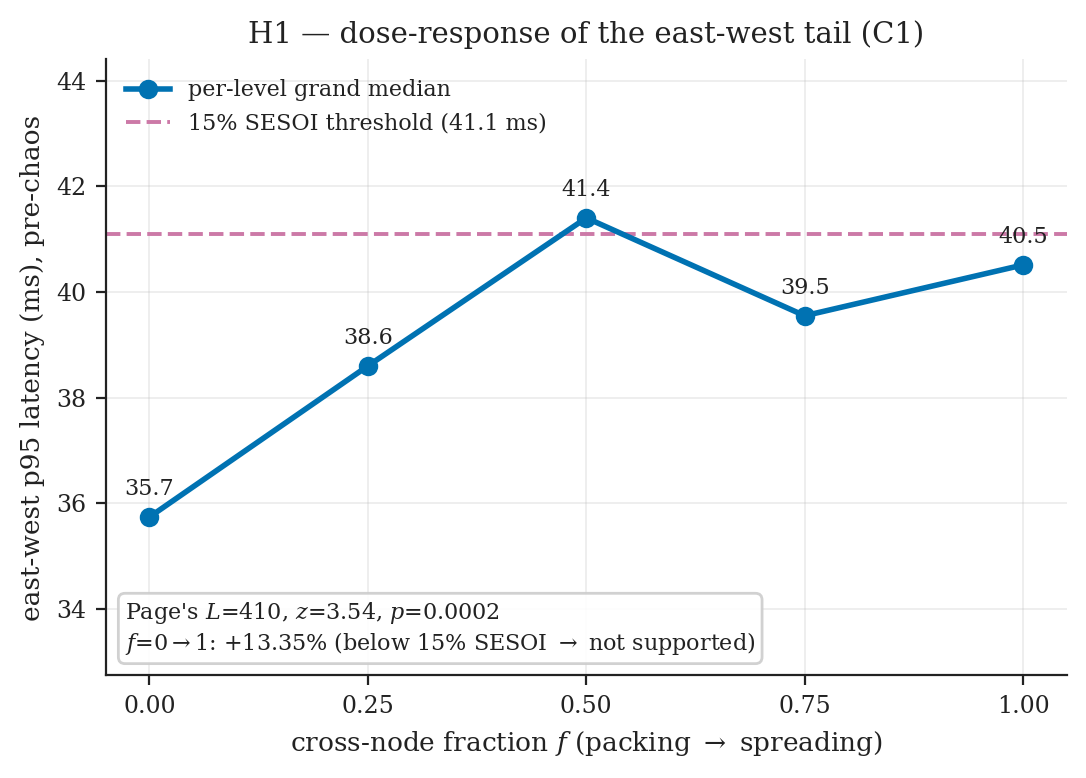 H1 — dose-response of the east-west tail (C1)
per-level grand median
15% SESOI threshold (41.1 ms)
east-west p95 latency (ms), pre-chaos
44
42
40
38
36
34
35.7
38.6
41.4
39.5
40.5
Page's L=410, z=3.54, p=0.0002
f=0→1: +13.35% (below 15% SESOI → not supported)
0.00
0.25
0.50
0.75
1.00
cross-node fraction f (packing → spreading)